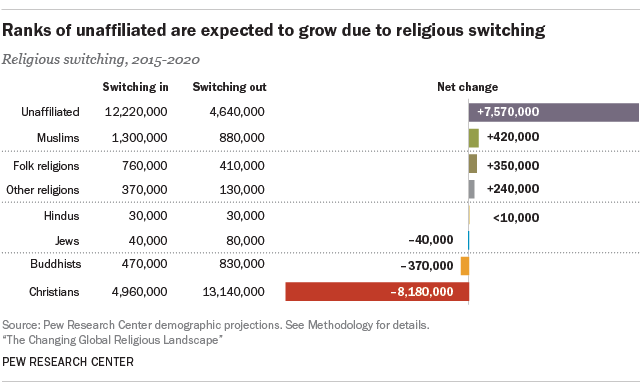 Ranks of unaffiliated are expected to grow due to religious switching
Religious switching, 2015-2020
Switching in Switching out Net change
Unaffiliated 12,220,000 4,640,000 +7,570,000
Muslims 1,300,000 880,000 +420,000
Folk religions 760,000 410,000 +350,000
Other religions 370,000 130,000 +240,000
Hindus 30,000 30,000 <10,000
Jews 40,000 80,000 –40,000
Buddhists 470,000 830,000 –370,000
Christians 4,960,000 13,140,000 –8,180,000
Source: Pew Research Center demographic projections. See Methodology for details.
“The Changing Global Religious Landscape”
PEW RESEARCH CENTER